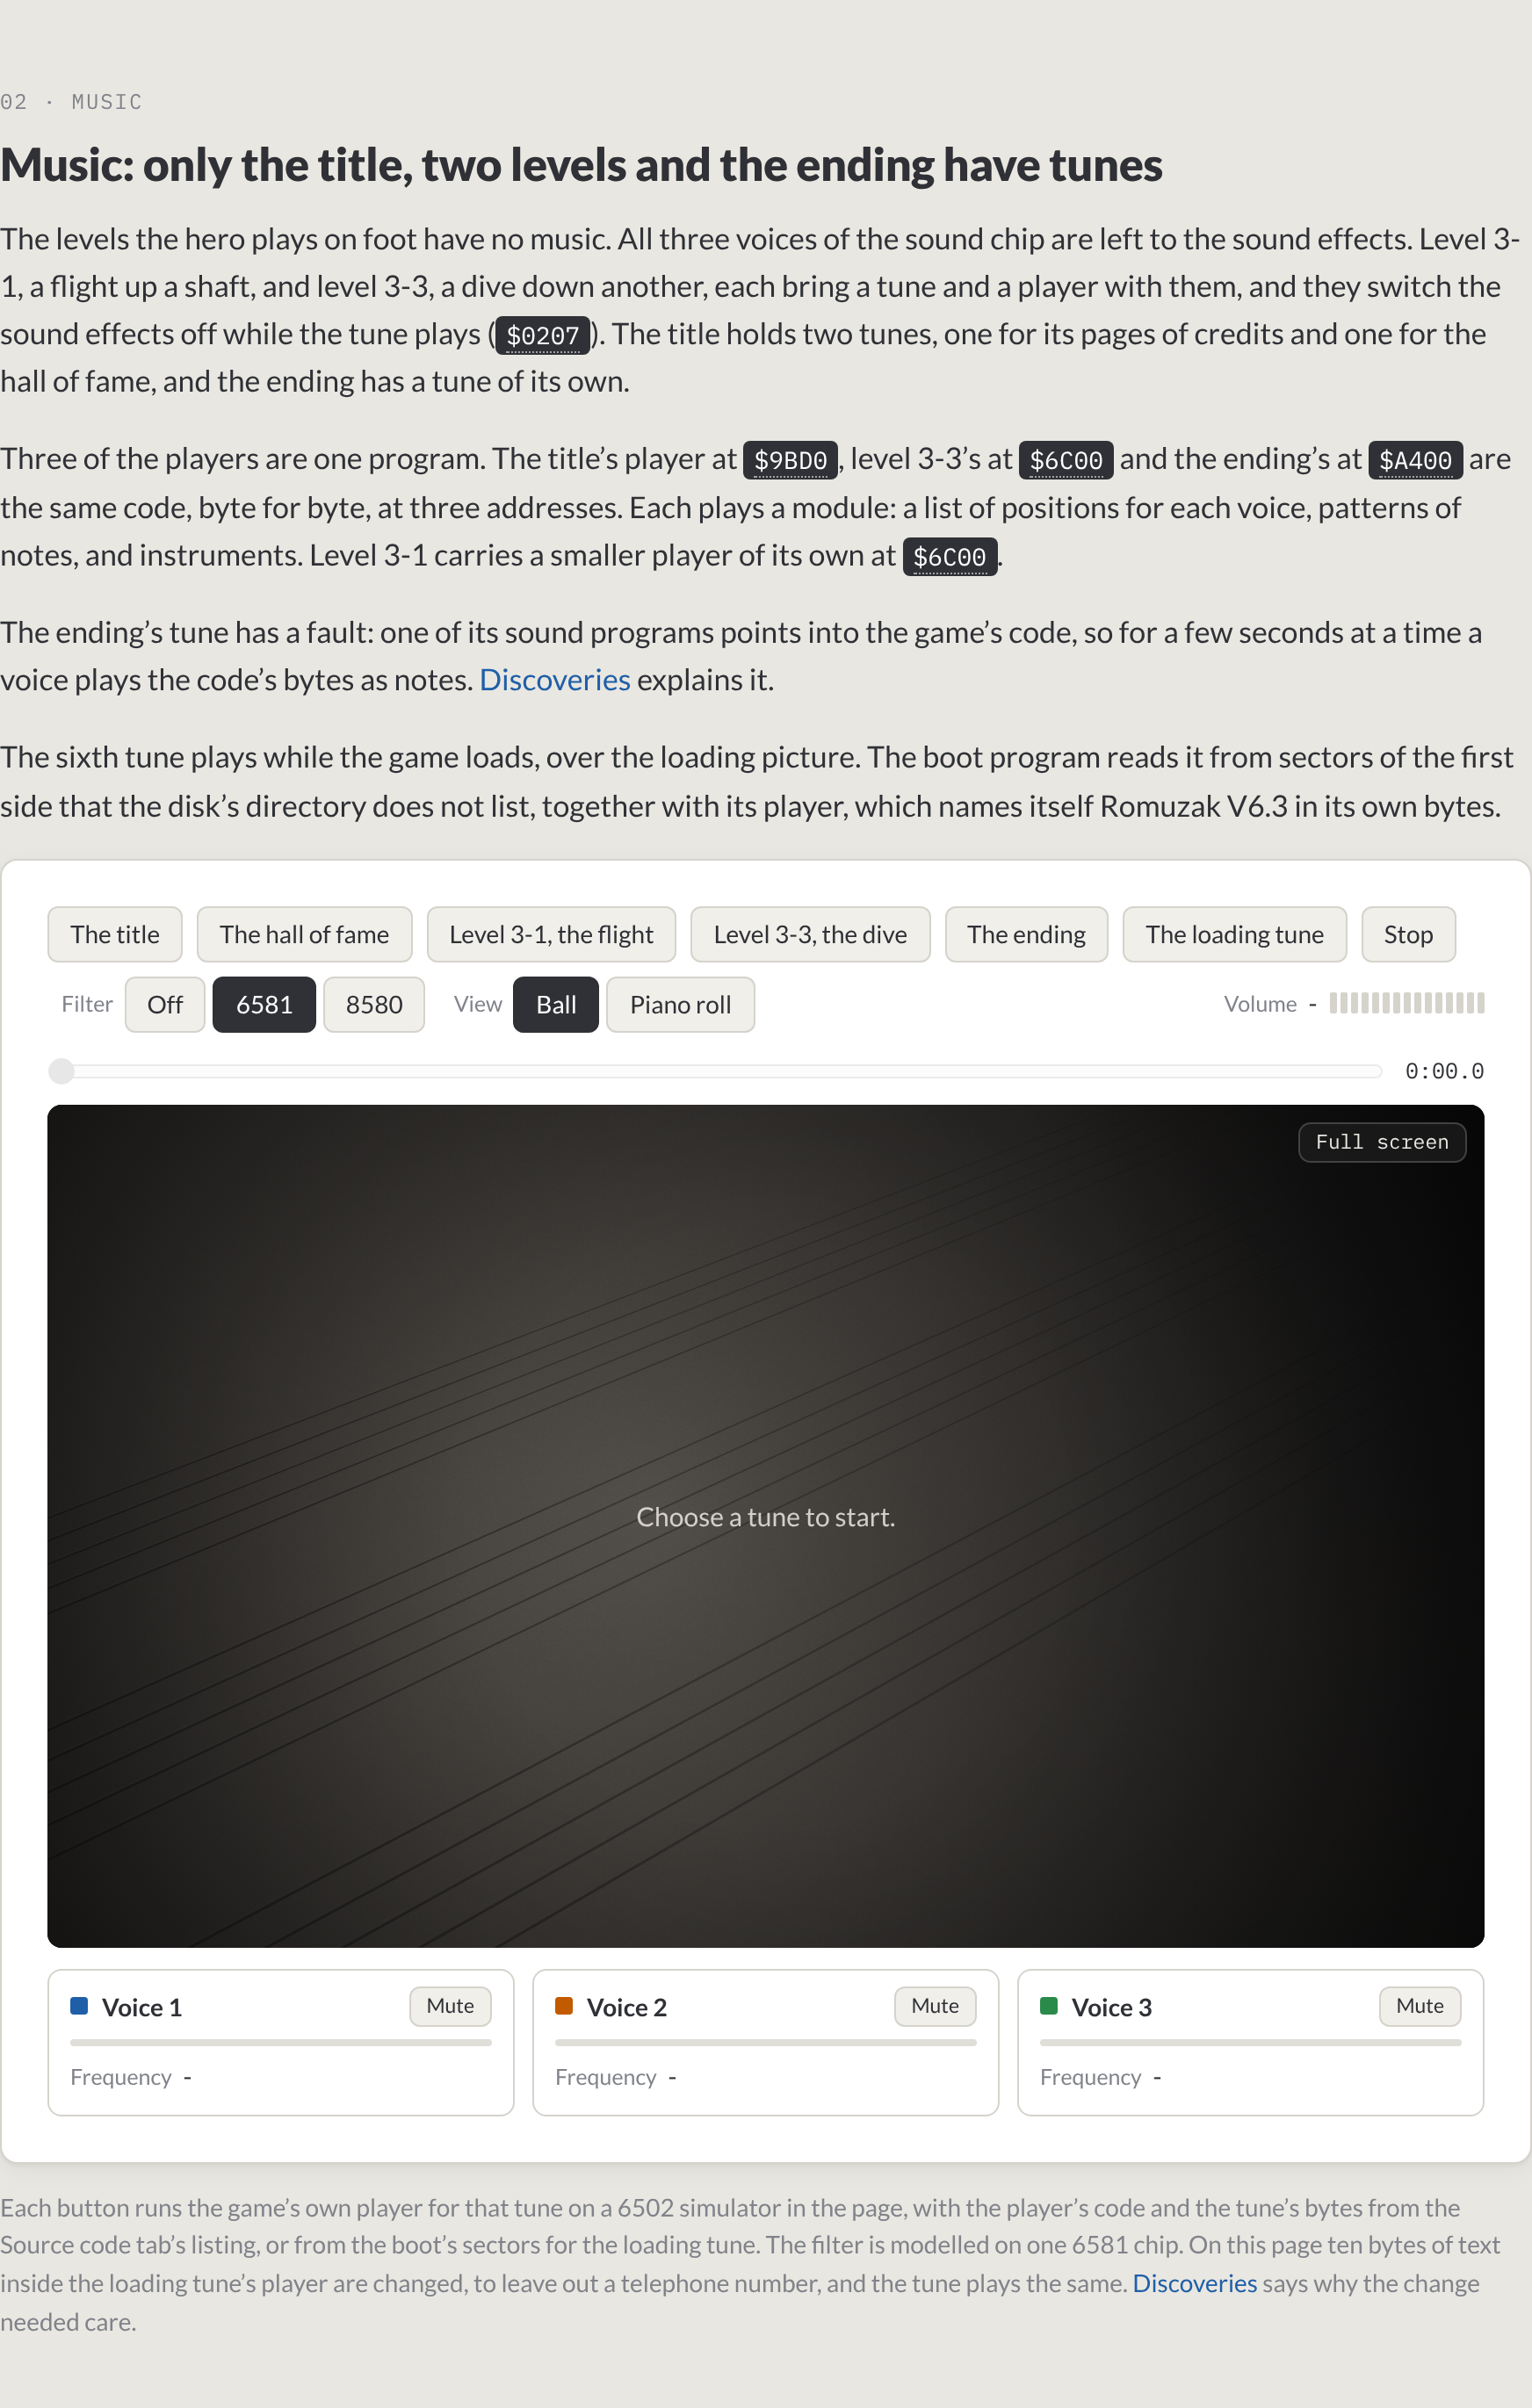 02 · MUSIC
Music: only the title, two levels and the ending have tunes
The levels the hero plays on foot have no music. All three voices of the sound chip are left to the sound effects. Level 3-
1, a flight up a shaft, and level 3-3, a dive down another, each bring a tune and a player with them, and they switch the
sound effects off while the tune plays ($0207). The title holds two tunes, one for its pages of credits and one for the
hall of fame, and the ending has a tune of its own.
Three of the players are one program. The title’s player at $9BD0, level 3-3’s at $6C00 and the ending’s at $A400 are
the same code, byte for byte, at three addresses. Each plays a module: a list of positions for each voice, patterns of
notes, and instruments. Level 3-1 carries a smaller player of its own at $6C00.
The ending’s tune has a fault: one of its sound programs points into the game’s code, so for a few seconds at a time a
voice plays the code’s bytes as notes. Discoveries explains it.
The sixth tune plays while the game loads, over the loading picture. The boot program reads it from sectors of the first
side that the disk’s directory does not list, together with its player, which names itself Romuzak V6.3 in its own bytes.
The title The hall of fame Level 3-1, the flight Level 3-3, the dive The ending The loading tune Stop
Filter Off 6581 8580 View Ball Piano roll Volume -
0:00.0
Full screen
Choose a tune to start.
Voice 1 Mute Voice 2 Mute Voice 3 Mute
Frequency - Frequency - Frequency -
Each button runs the game’s own player for that tune on a 6502 simulator in the page, with the player’s code and the tune’s bytes from the
Source code tab’s listing, or from the boot’s sectors for the loading tune. The filter is modelled on one 6581 chip. On this page ten bytes of text
inside the loading tune’s player are changed, to leave out a telephone number, and the tune plays the same. Discoveries says why the change
needed care.